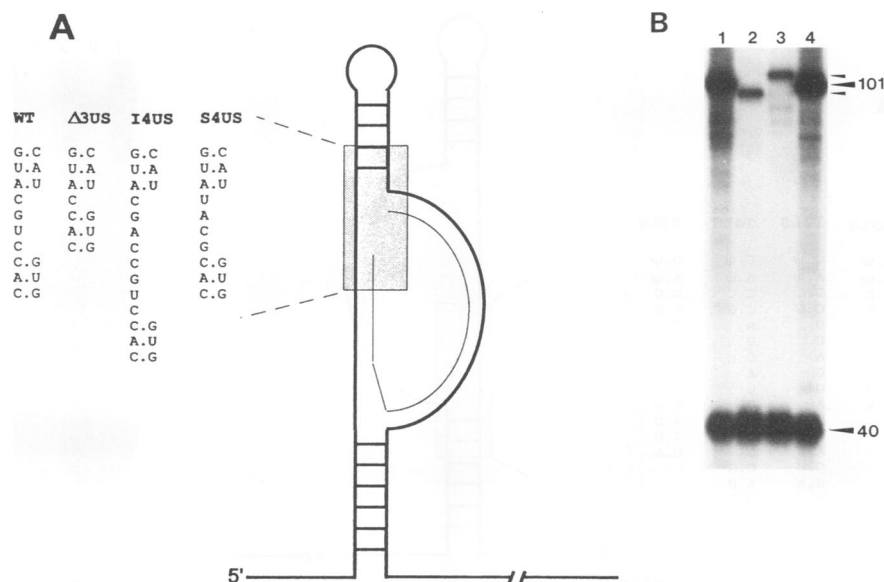 A
WT Δ3US I4US S4US
G.C G.C G.C G.C
U.A U.A U.A U.A
A.U A.U A.U A.U
C C C U
G C.G G A
U A.U A C
C C.G C G
C.G C C.G
A.U G A.U
C.G U C.G
C
C.G
A.U
C.G
5'
B
1 2 3 4
101
40